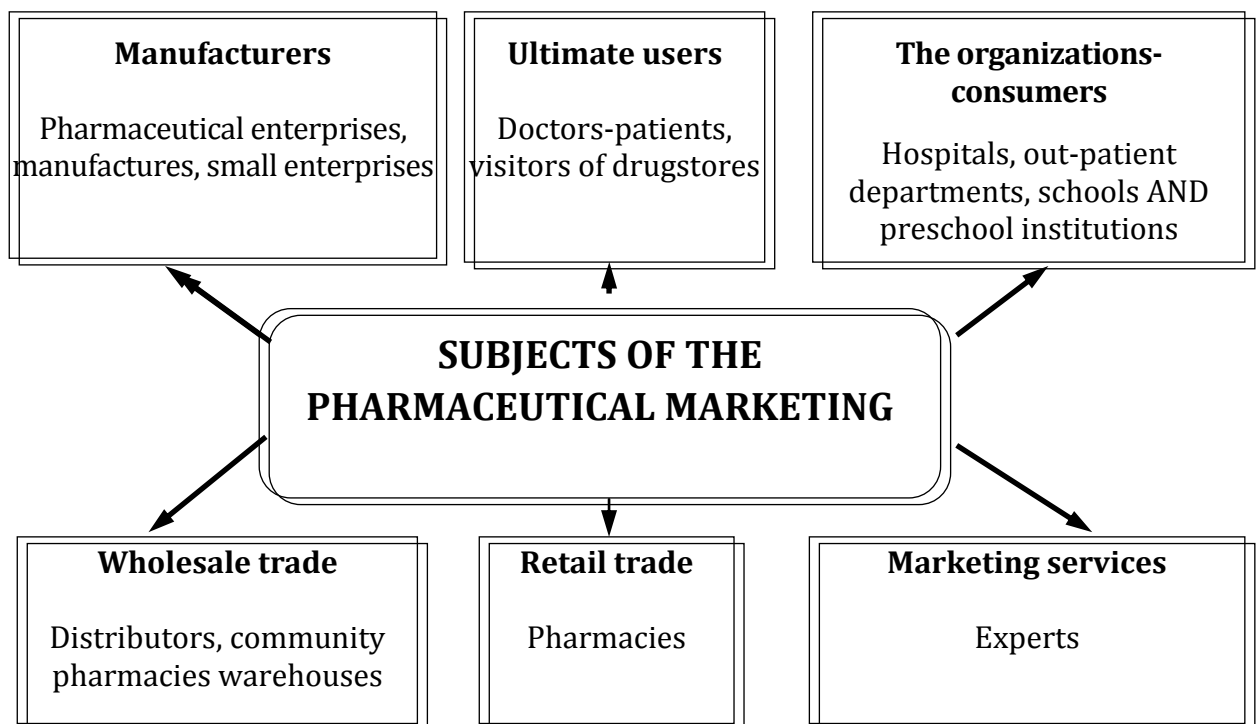 Manufacturers
Pharmaceutical enterprises,
manufactures, small enterprises
Ultimate users
Doctors-patients,
visitors of drugstores
The organizations-
consumers
Hospitals, out-patient
departments, schools AND
preschool institutions
SUBJECTS OF THE
PHARMACEUTICAL MARKETING
Wholesale trade
Distributors, community
pharmacies warehouses
Retail trade
Pharmacies
Marketing services
Experts